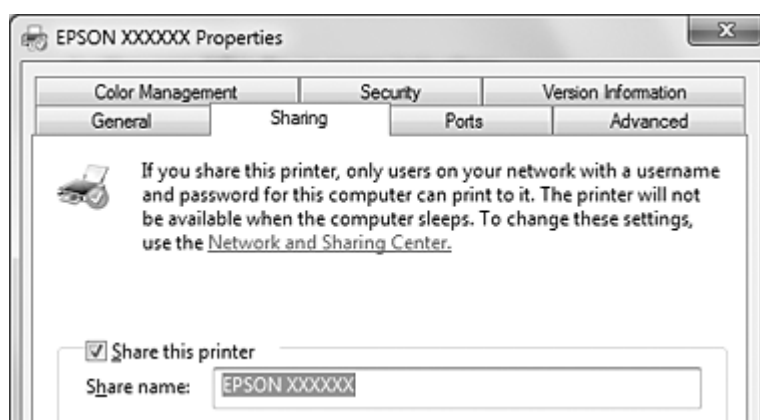 EPSON XXXXXX Properties
Color Management Security Version Information
General Sharing Ports Advanced
If you share this printer, only users on your network with a username
and password for this computer can print to it. The printer will not
be available when the computer sleeps. To change these settings,
use the Network and Sharing Center.
Share this printer
Share name: EPSON XXXXXX